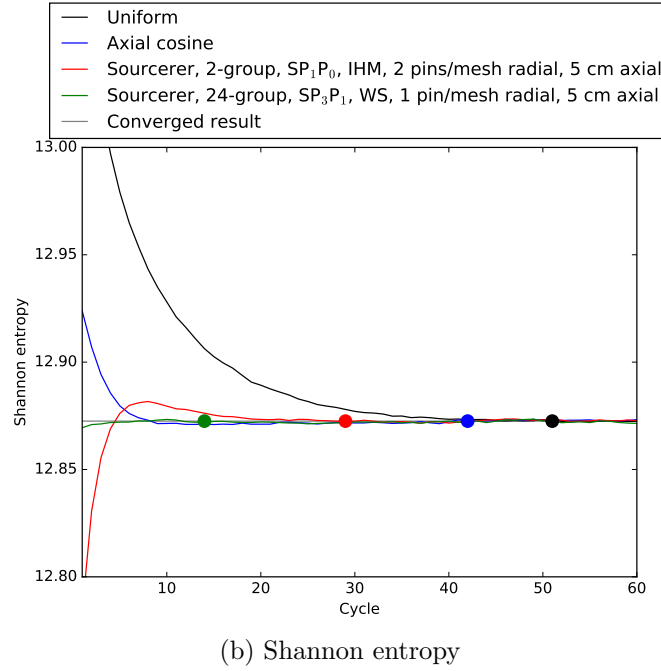 Uniform
Axial cosine
Sourcerer, 2-group, SP₁P₀, IHM, 2 pins/mesh radial, 5 cm axial
Sourcerer, 24-group, SP₃P₁, WS, 1 pin/mesh radial, 5 cm axial
Converged result
13.00
12.95
12.90
12.85
12.80
Shannon entropy
10 20 30 40 50 60
Cycle
(b) Shannon entropy